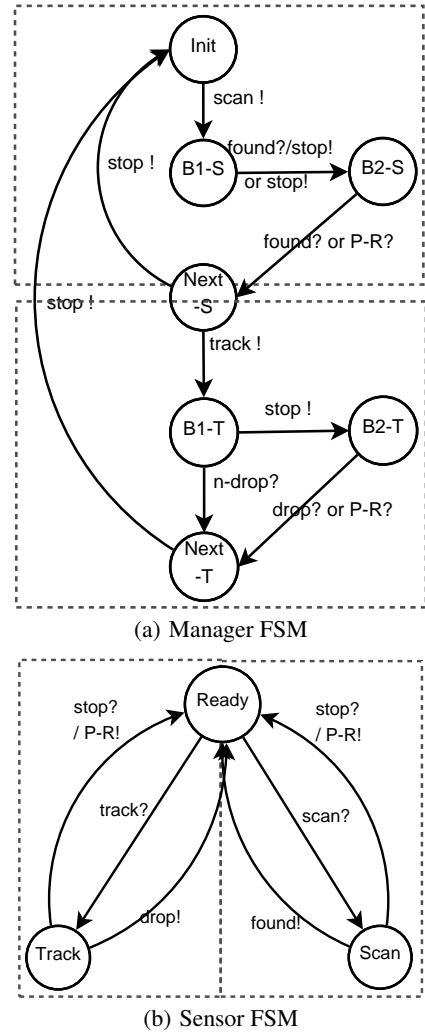 Init
scan !
found?/stop!
B1-S
B2-S
stop !
or stop!
found? or P-R?
Next
-S
stop !
track !
stop !
B1-T
B2-T
n-drop?
drop? or P-R?
Next
-T
(a) Manager FSM
Ready
stop?
/ P-R!
stop?
/ P-R!
track?
scan?
drop!
found!
Track
Scan
(b) Sensor FSM